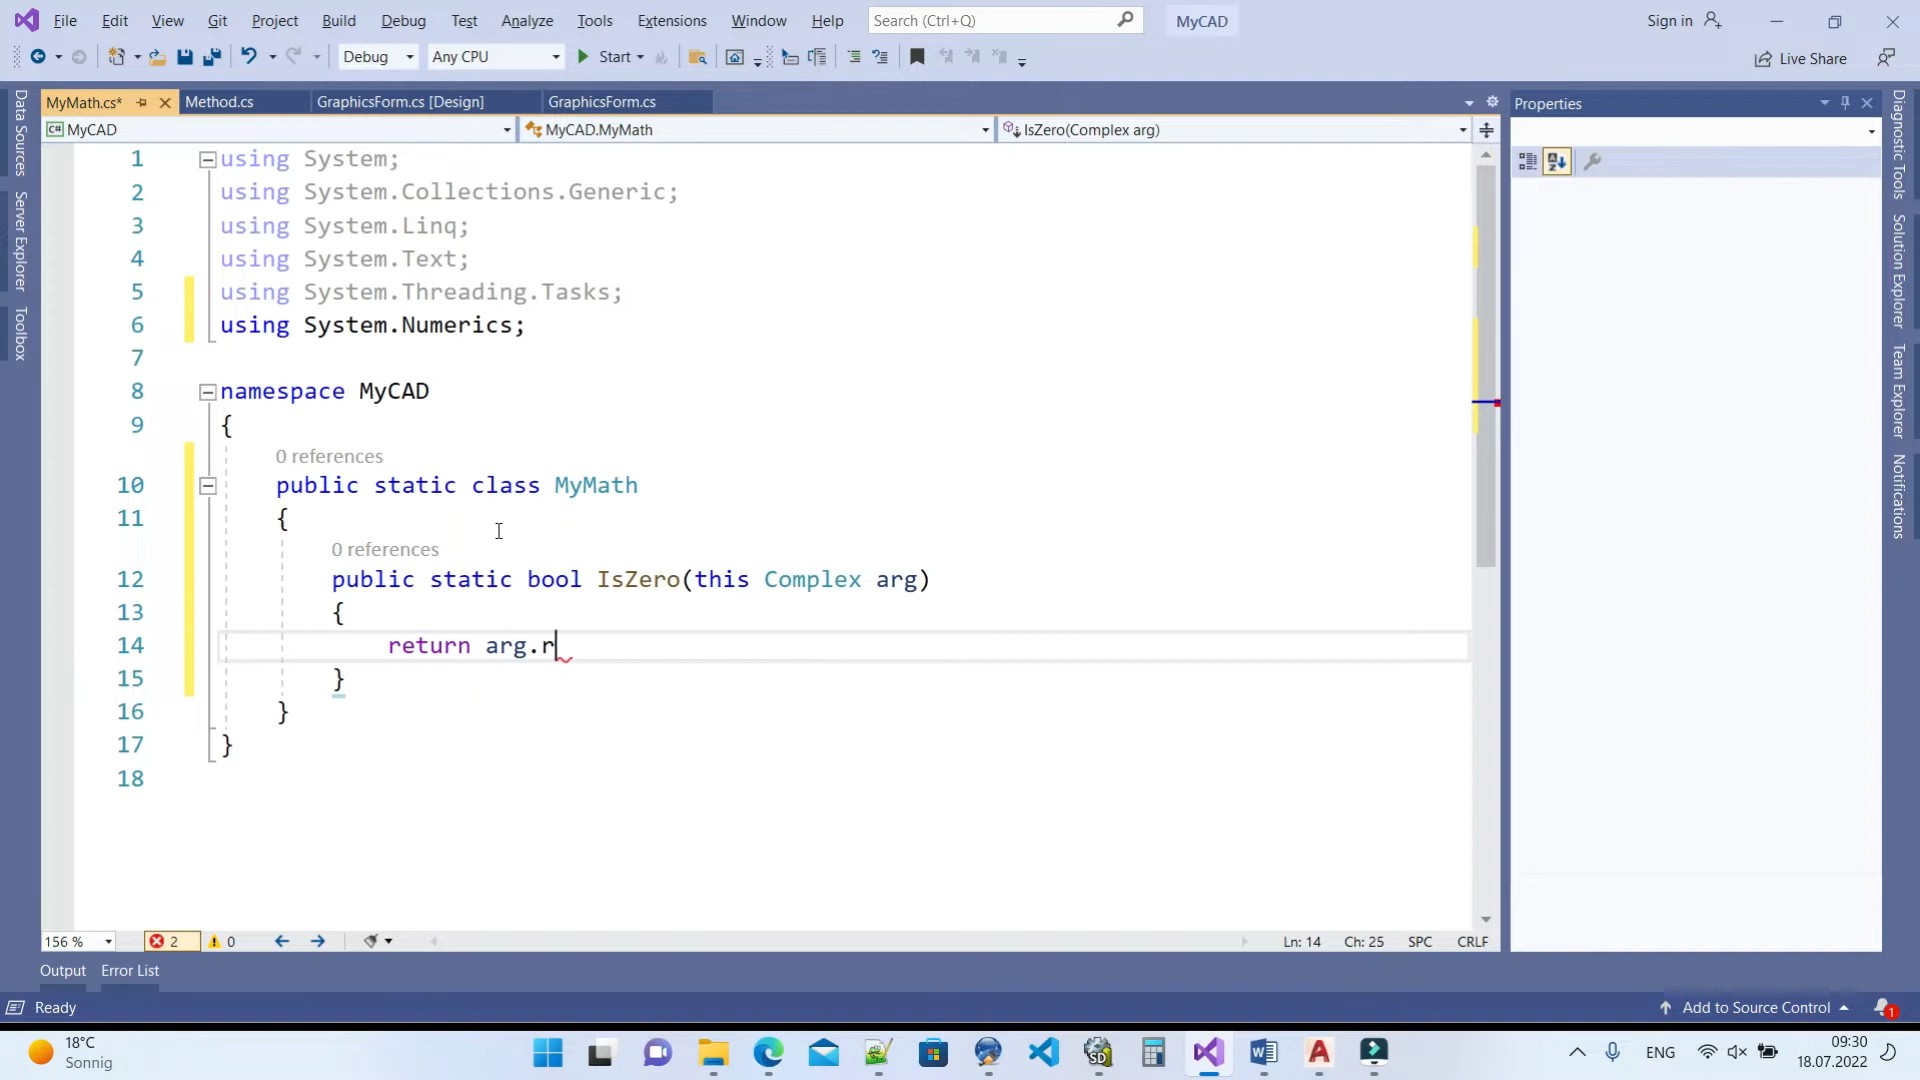 File Edit View Git Project Build Debug Test Analyze Tools Extensions Window Help Search (Ctrl+Q) MyCAD Sign in
Debug Any CPU Start Live Share
MyMath.cs* Method.cs GraphicsForm.cs [Design] GraphicsForm.cs Properties
C# MyCAD MyCAD.MyMath IsZero(Complex arg)
Data Sources
Server Explorer
Toolbox
1 using System;
2 using System.Collections.Generic;
3 using System.Linq;
4 using System.Text;
5 using System.Threading.Tasks;
6 using System.Numerics;
7
8 namespace MyCAD
9 {
0 references
10 public static class MyMath
11 {
0 references
12 public static bool IsZero(this Complex arg)
13 {
14 return arg.r
15 }
16 }
17 }
18
Diagnostic Tools
Solution Explorer
Team Explorer
Notifications
156 % 2 0 Ln: 14 Ch: 25 SPC CRLF
Output Error List
Ready Add to Source Control 1
18°C
Sonnig
SD
ENG
09:30
18.07.2022